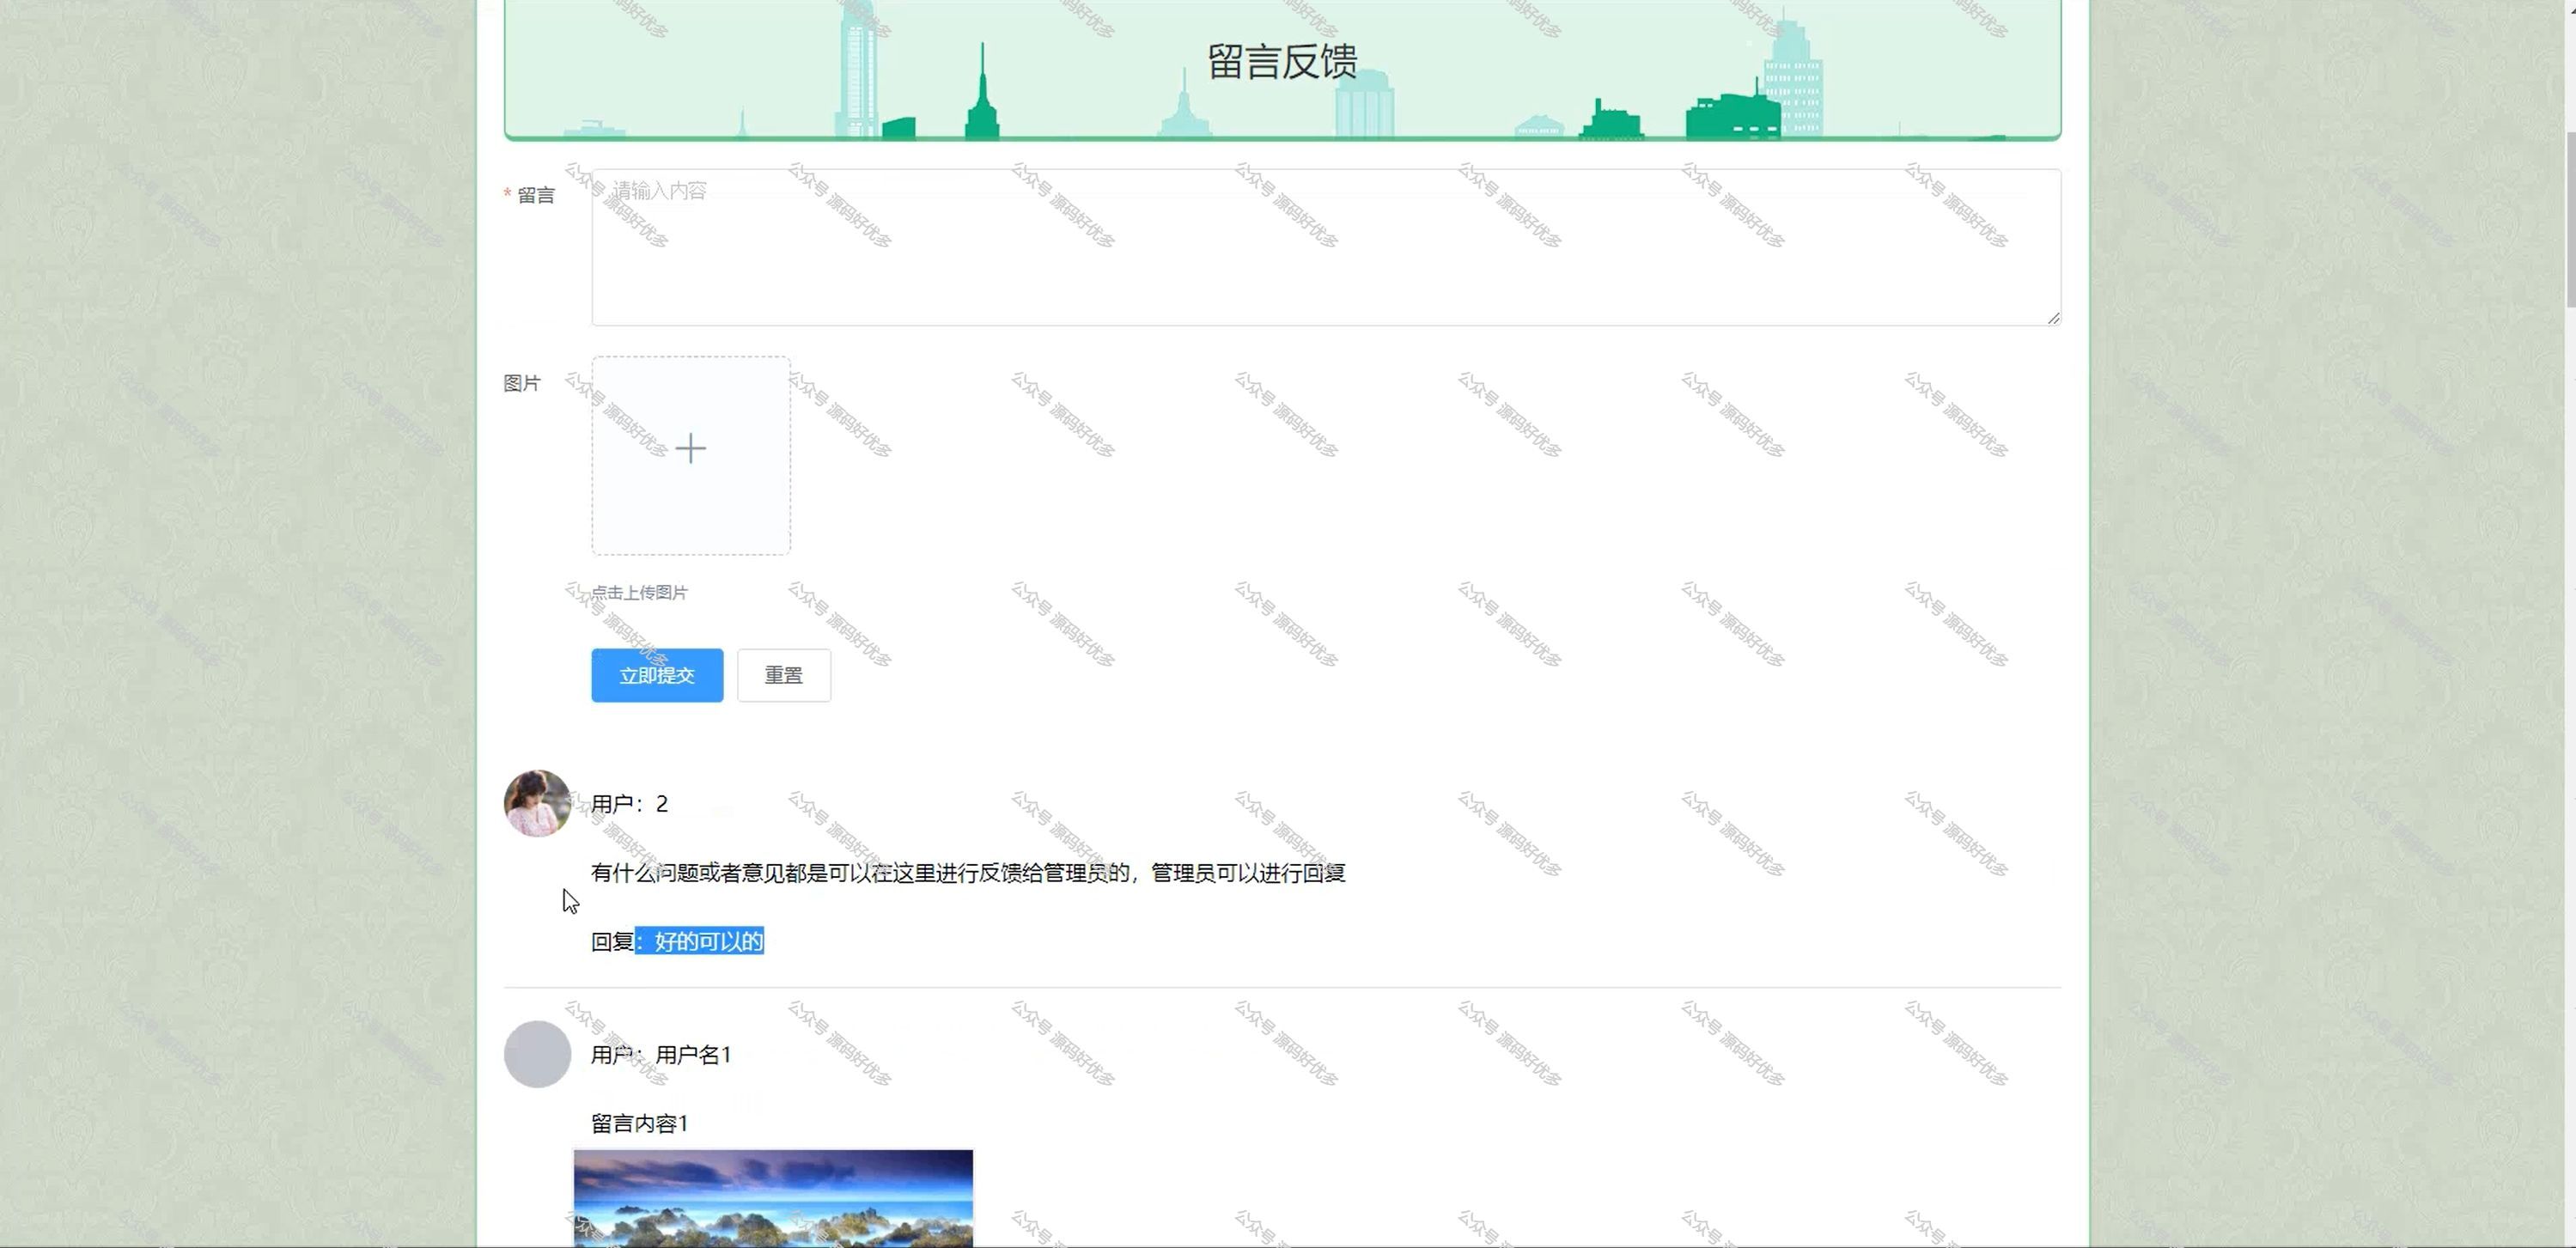 留言反馈
* 留言
请输入内容
图片
点击上传图片
立即提交
重置
用户：2
有什么问题或者意见都是可以在这里进行反馈给管理员的，管理员可以进行回复
回复：好的可以的
用户：用户名1
留言内容1
公众号 源码好优多